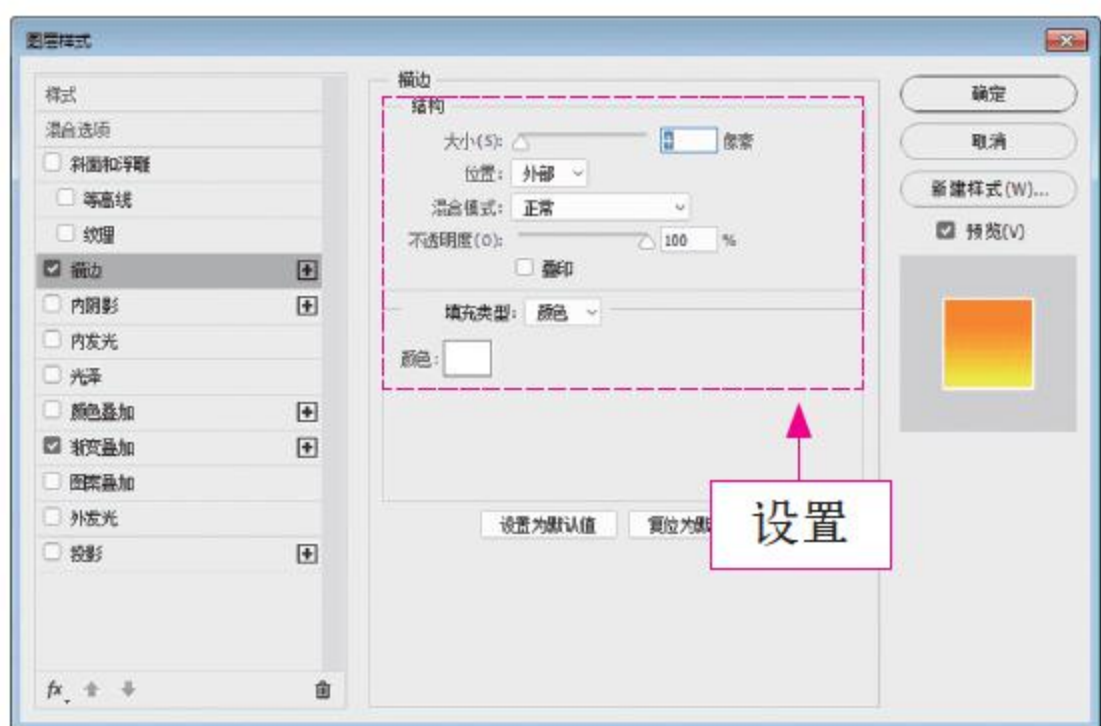 图层样式
样式
混合选项
斜面和浮雕
等高线
纹理
描边
内阴影
内发光
光泽
颜色叠加
渐变叠加
图案叠加
外发光
投影
fx
描边
结构
大小(S):
像素
位置: 外部
混合模式: 正常
不透明度(O): 100 %
叠印
填充类型: 颜色
颜色:
设置为默认值
复位为默
设置
确定
取消
新建样式(W)...
预览(V)